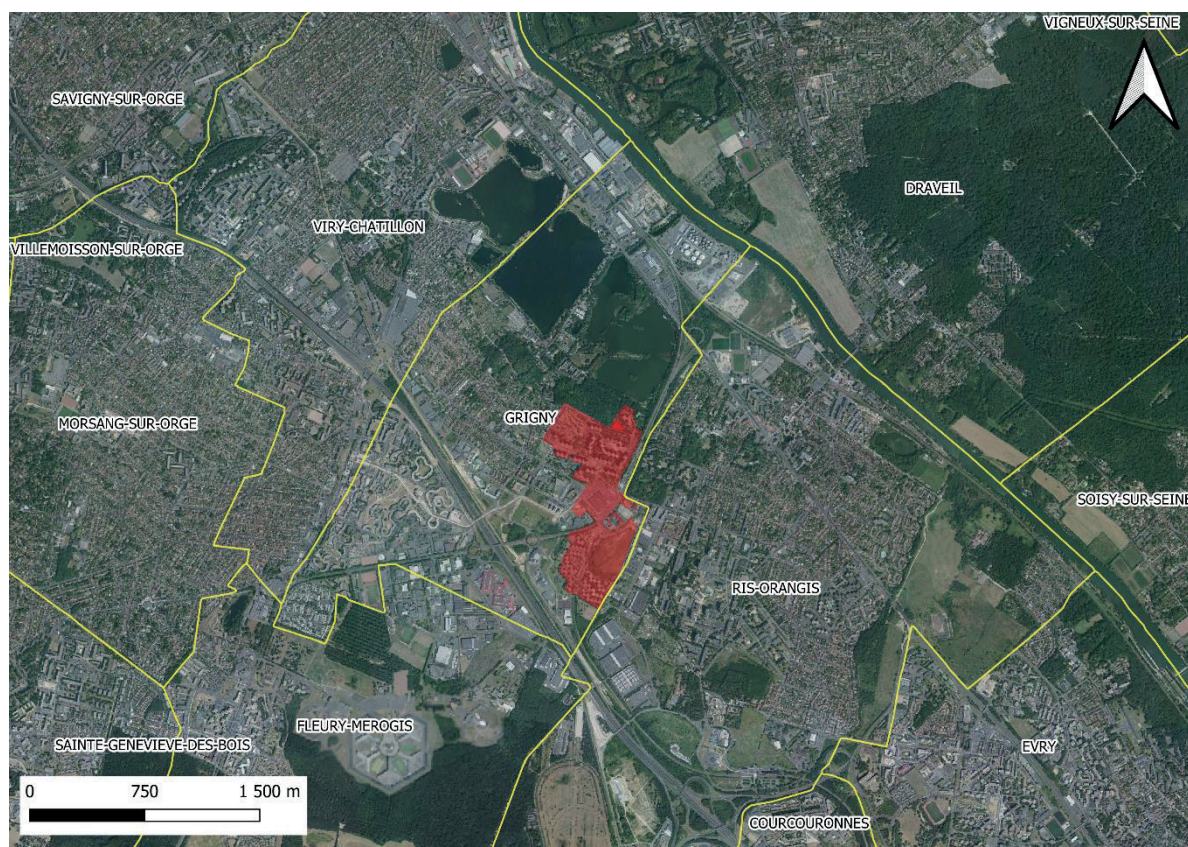 VIGNEUX-SUR-SEINE
SAVIGNY-SUR-ORGE
DRAVEIL
VIRY-CHATILLON
VILLEMOISSON-SUR-ORGE
GRIGNY
MORSANG-SUR-ORGE
SOISY-SUR-SEINE
RIS-ORANGIS
FLEURY-MEROGIS
SAINTE-GENEVIEVE-DES-BOIS
EVRY
0 750 1 500 m
COURCOURONNES